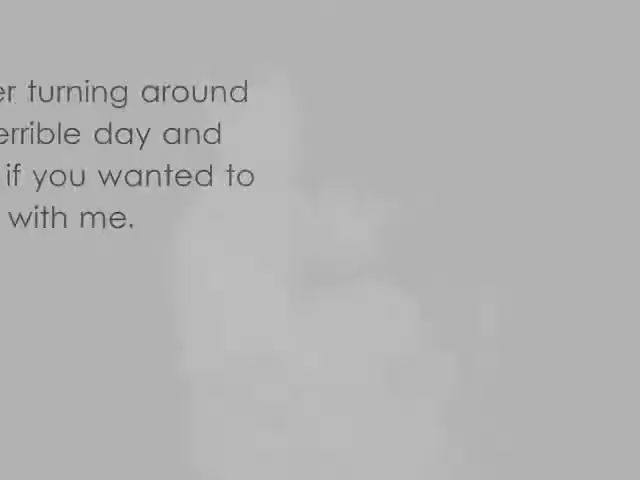 er turning around
errible day and
if you wanted to
with me.